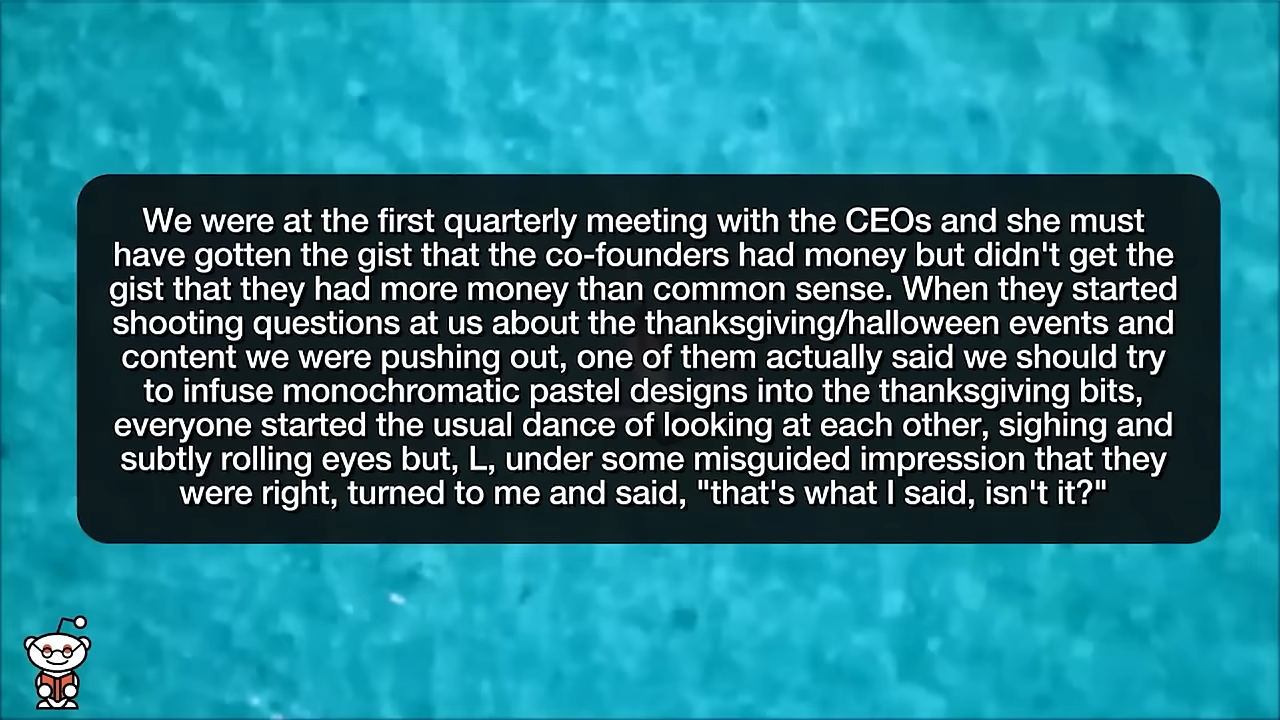 We were at the first quarterly meeting with the CEOs and she must
have gotten the gist that the co-founders had money but didn't get the
gist that they had more money than common sense. When they started
shooting questions at us about the thanksgiving/halloween events and
content we were pushing out, one of them actually said we should try
to infuse monochromatic pastel designs into the thanksgiving bits,
everyone started the usual dance of looking at each other, sighing and
subtly rolling eyes but, L, under some misguided impression that they
were right, turned to me and said, "that's what I said, isn't it?"